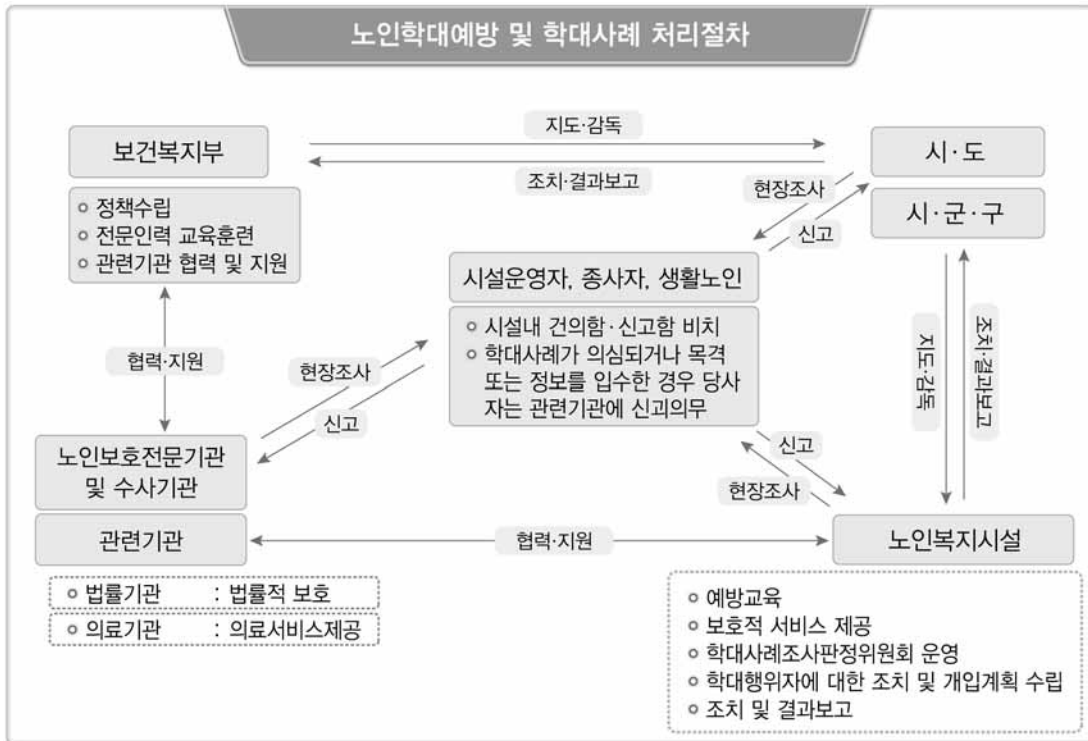 노인학대예방 및 학대사례 처리절차
보건복지부
정책수립
전문인력 교육훈련
관련기관 협력 및 지원
지도·감독
조치·결과보고
시·도
시·군·구
현장조사
신고
시설운영자, 종사자, 생활노인
시설내 건의함·신고함 비치
학대사례가 의심되거나 목격
또는 정보를 입수한 경우 당사
자는 관련기관에 신괴의무
협력·지원
현장조사
신고
지도·감독
조치·결과보고
노인보호전문기관
및 수사기관
관련기관
신고
현장조사
협력·지원
노인복지시설
법률기관 : 법률적 보호
의료기관 : 의료서비스제공
예방교육
보호적 서비스 제공
학대사례조사판정위원회 운영
학대행위자에 대한 조치 및 개입계획 수립
조치 및 결과보고